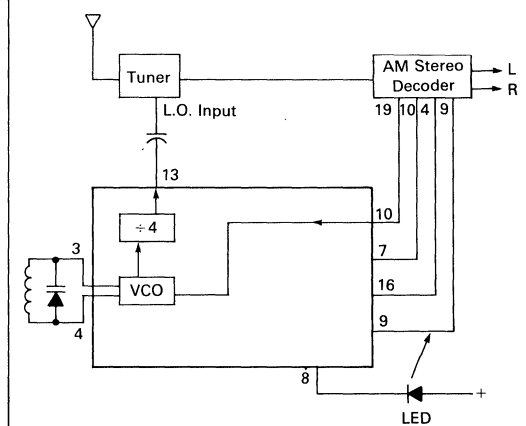 Tuner
AM Stereo
Decoder
L
R
L.O. Input
19 10 4 9
13
÷4
10
3
7
VCO
16
4
9
8
+
LED